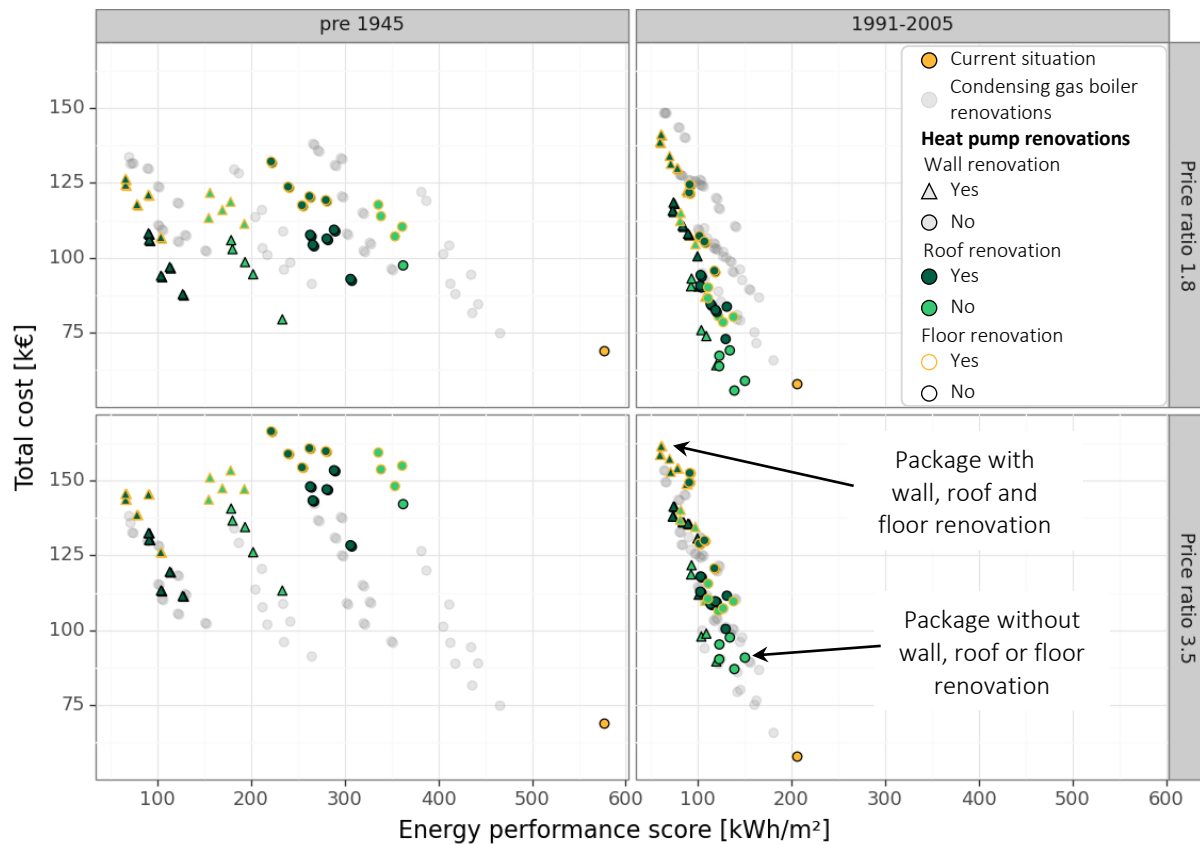 pre 1945
1991-2005
Price ratio 1.8
Price ratio 3.5
Total cost [k€]
150
125
100
75
150
125
100
75
Current situation
Condensing gas boiler
renovations
Heat pump renovations
Wall renovation
Yes
No
Roof renovation
Yes
No
Floor renovation
Yes
No
Package with
wall, roof and
floor renovation
Package without
wall, roof or floor
renovation
100 200 300 400 500 600
100 200 300 400 500 600
Energy performance score [kWh/m²]